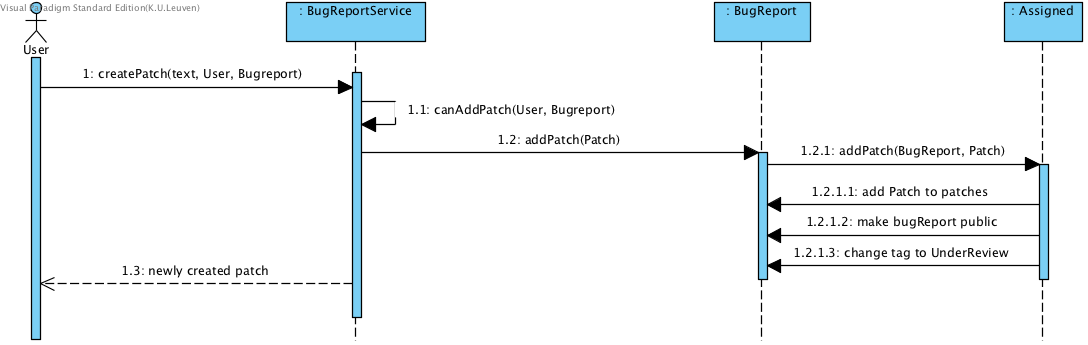 Visual Paradigm Standard Edition(K.U.Leuven)
: BugReportService
: BugReport
: Assigned
User
1: createPatch(text, User, Bugreport)
1.1: canAddPatch(User, Bugreport)
1.2: addPatch(Patch)
1.2.1: addPatch(BugReport, Patch)
1.2.1.1: add Patch to patches
1.2.1.2: make bugReport public
1.2.1.3: change tag to UnderReview
1.3: newly created patch